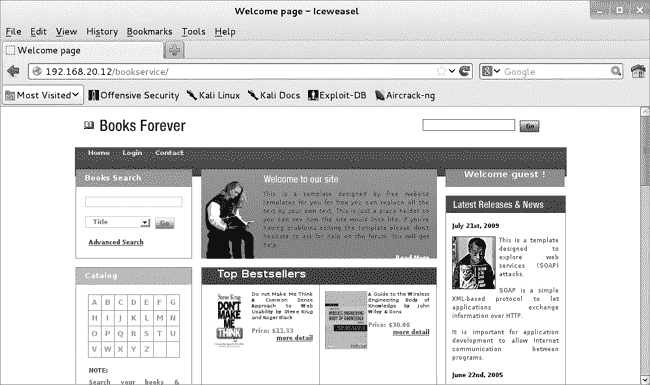 Welcome page – Iceweasel
File Edit View History Bookmarks Tools Help
Welcome page
192.168.20.12/bookservice/
Google
Most Visited Offensive Security Kali Linux Kali Docs Exploit-DB Aircrack-ng
Books Forever
Go
Home Login Contact
Books Search
Title
Go
Advanced Search
Catalog
A B C D E F G
H I J K L M N
O P Q R S T U
V W X Y Z
NOTE:
Search your books &
Welcome to our site
This is a template designed by free website
templates for you for free you can replace all the
text by your own text. This is just a place holder so
you can see how the site would look like. If you're
having problems editing the template please don't
hesitate to ask for help on the forum. You will get
help
Read More
Top Bestsellers
Steve Krug
DON'T
MAKE
ME
THINK
Do not Make Me Think
A Common Sense
Approach to Web
Usability by Steve Krug
and Roger Black
Price: $11.33
more detail
A Guide to the Wireless
Engineering Body of
Knowledge by John
Wiley & Sons
Price: $30.00
more detail
Welcome guest !
Latest Releases & News
July 21st, 2009
This is a template
designed to
explore web
services (SOAP)
attacks.
SOAP is a simple
XML-based protocol to let
applications exchange
information over HTTP.
It is important for application
development to allow Internet
communication between
programs.
June 22nd, 2005